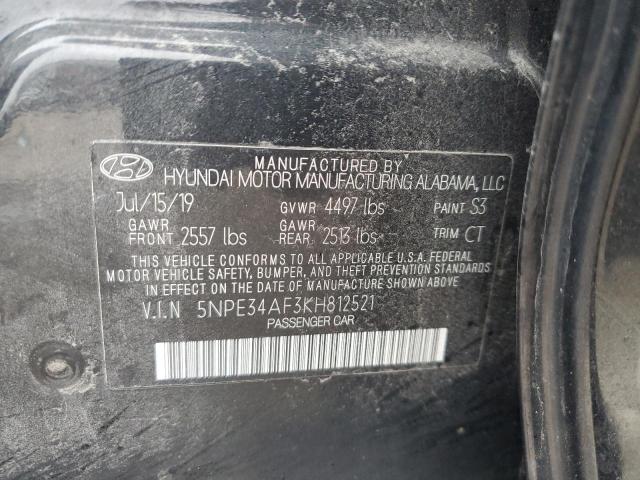 MANUFACTURED BY
HYUNDAI MOTOR MANUFACTURING ALABAMA, LLC
Jul/15/19 GVWR 4497 lbs PAINT S3
GAWR FRONT 2557 lbs GAWR REAR 2513 lbs TRIM CT
THIS VEHICLE CONFORMS TO ALL APPLICABLE U.S.A. FEDERAL
MOTOR VEHICLE SAFETY, BUMPER, AND THEFT PREVENTION STANDARDS
IN EFFECT ON THE DATE OF MANUFACTURE SHOWN ABOVE.
V.I.N 5NPE34AF3KH812521
PASSENGER CAR